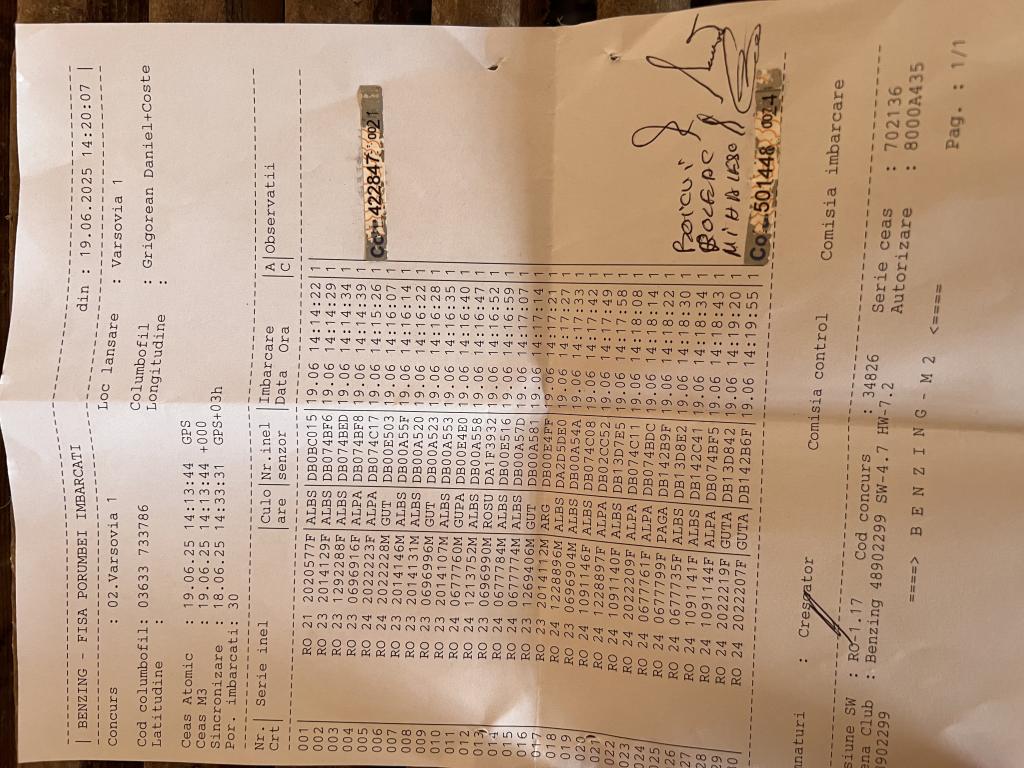 | BENZING - FISA PORUMBEI IMBARCATI din : 19.06.2025 14:20:07 |
Loc lansare : Varsovia 1
Concurs : 02.Varsovia 1
Columbofil : Grigorean Daniel+Coste
Cod columbofil: 03633 733786 Longitudine :
Latitudine :
Ceas Atomic : 19.06.25 14:13:44 GPS
Ceas M3 : 19.06.25 14:13:44 +000
Sincronizare : 18.06.25 14:33:31 GPS+03h
Por. imbarcati: 30
Nr| Serie inel |Culo|Nr.inel |Imbarcare |A|Observatii
Crt| |are |senzor |Data Ora |C|
001 RO 21 2020577F ALBS DB0BC015 19.06 14:14:22 1
002 RO 23 2014129F ALBS DB074BF6 19.06 14:14:29 1
003 RO 23 1292288F ALBS DB074BED 19.06 14:14:34 1
004 RO 23 0696916F ALPA DB074BF8 19.06 14:14:39 1
005 RO 24 2022223F ALPA DB074C17 19.06 14:15:26 1 Co 422847 0021
006 RO 24 2022228M GUT DB00E503 19.06 14:16:07 1
007 RO 23 2014146M ALBS DB00A55F 19.06 14:16:14 1
008 RO 23 2014131M ALBS DB00A520 19.06 14:16:22 1
009 RO 23 0696996M GUT DB00A523 19.06 14:16:28 1
010 RO 23 2014107M ALBS DB00A553 19.06 14:16:35 1
011 RO 24 0677760M GUPA DB00E4E0 19.06 14:16:40 1
012 RO 24 1213752M ALBS DB00A558 19.06 14:16:47 1
013 RO 23 0696990M ROSU DA1F3932 19.06 14:16:52 1
014 RO 24 0677784M ALBS DB00E516 19.06 14:16:59 1
015 RO 24 0677774M ALBS DB00A57D 19.06 14:17:07 1
016 RO 23 1269406M GUT DB00A581 19.06 14:17:14 1
017 RO 23 2014112M ARG DB00E4FF 19.06 14:17:21 1
018 RO 24 1228896M ALBS DA2DDDE0 19.06 14:17:27 1
019 RO 23 0696904M ALBS DB00A54A 19.06 14:17:33 1
020 RO 24 1091146F ALBS DB074C08 19.06 14:17:42 1
021 RO 24 1228897F ALPA DB02CC52 19.06 14:17:49 1
022 RO 24 1091140F ALBS DB13D7E5 19.06 14:17:58 1
023 RO 24 2022209F ALPA DB074C11 19.06 14:18:08 1
024 RO 24 0677761F ALPA DB074BDC 19.06 14:18:14 1
025 RO 24 0677799F PAGA DB142B9F 19.06 14:18:22 1
26 RO 24 0677735F ALBS DB13D8E2 19.06 14:18:30 1
27 RO 24 1091141F ALBS DB142C41 19.06 14:18:34 1
28 RO 24 1091144F ALPA DB074BF5 19.06 14:18:43 1
29 RO 24 2022219F GUTA DB13D842 19.06 14:19:20 1
30 RO 24 2022207F GUTA DB142B6F 19.06 14:19:55 1 Co 501448 0024
nnaturi : Crescator Comisia control Comisia imbarcare
siune SW : RO-1.17 Cod concurs : 34826 Serie ceas : 702136
ena Club : Benzing 48902299 SW-4.7 HW-7.2 Autorizare : 8000A435
8902299
====> B E N Z I N G - M 2 <====
Pag. : 1/1